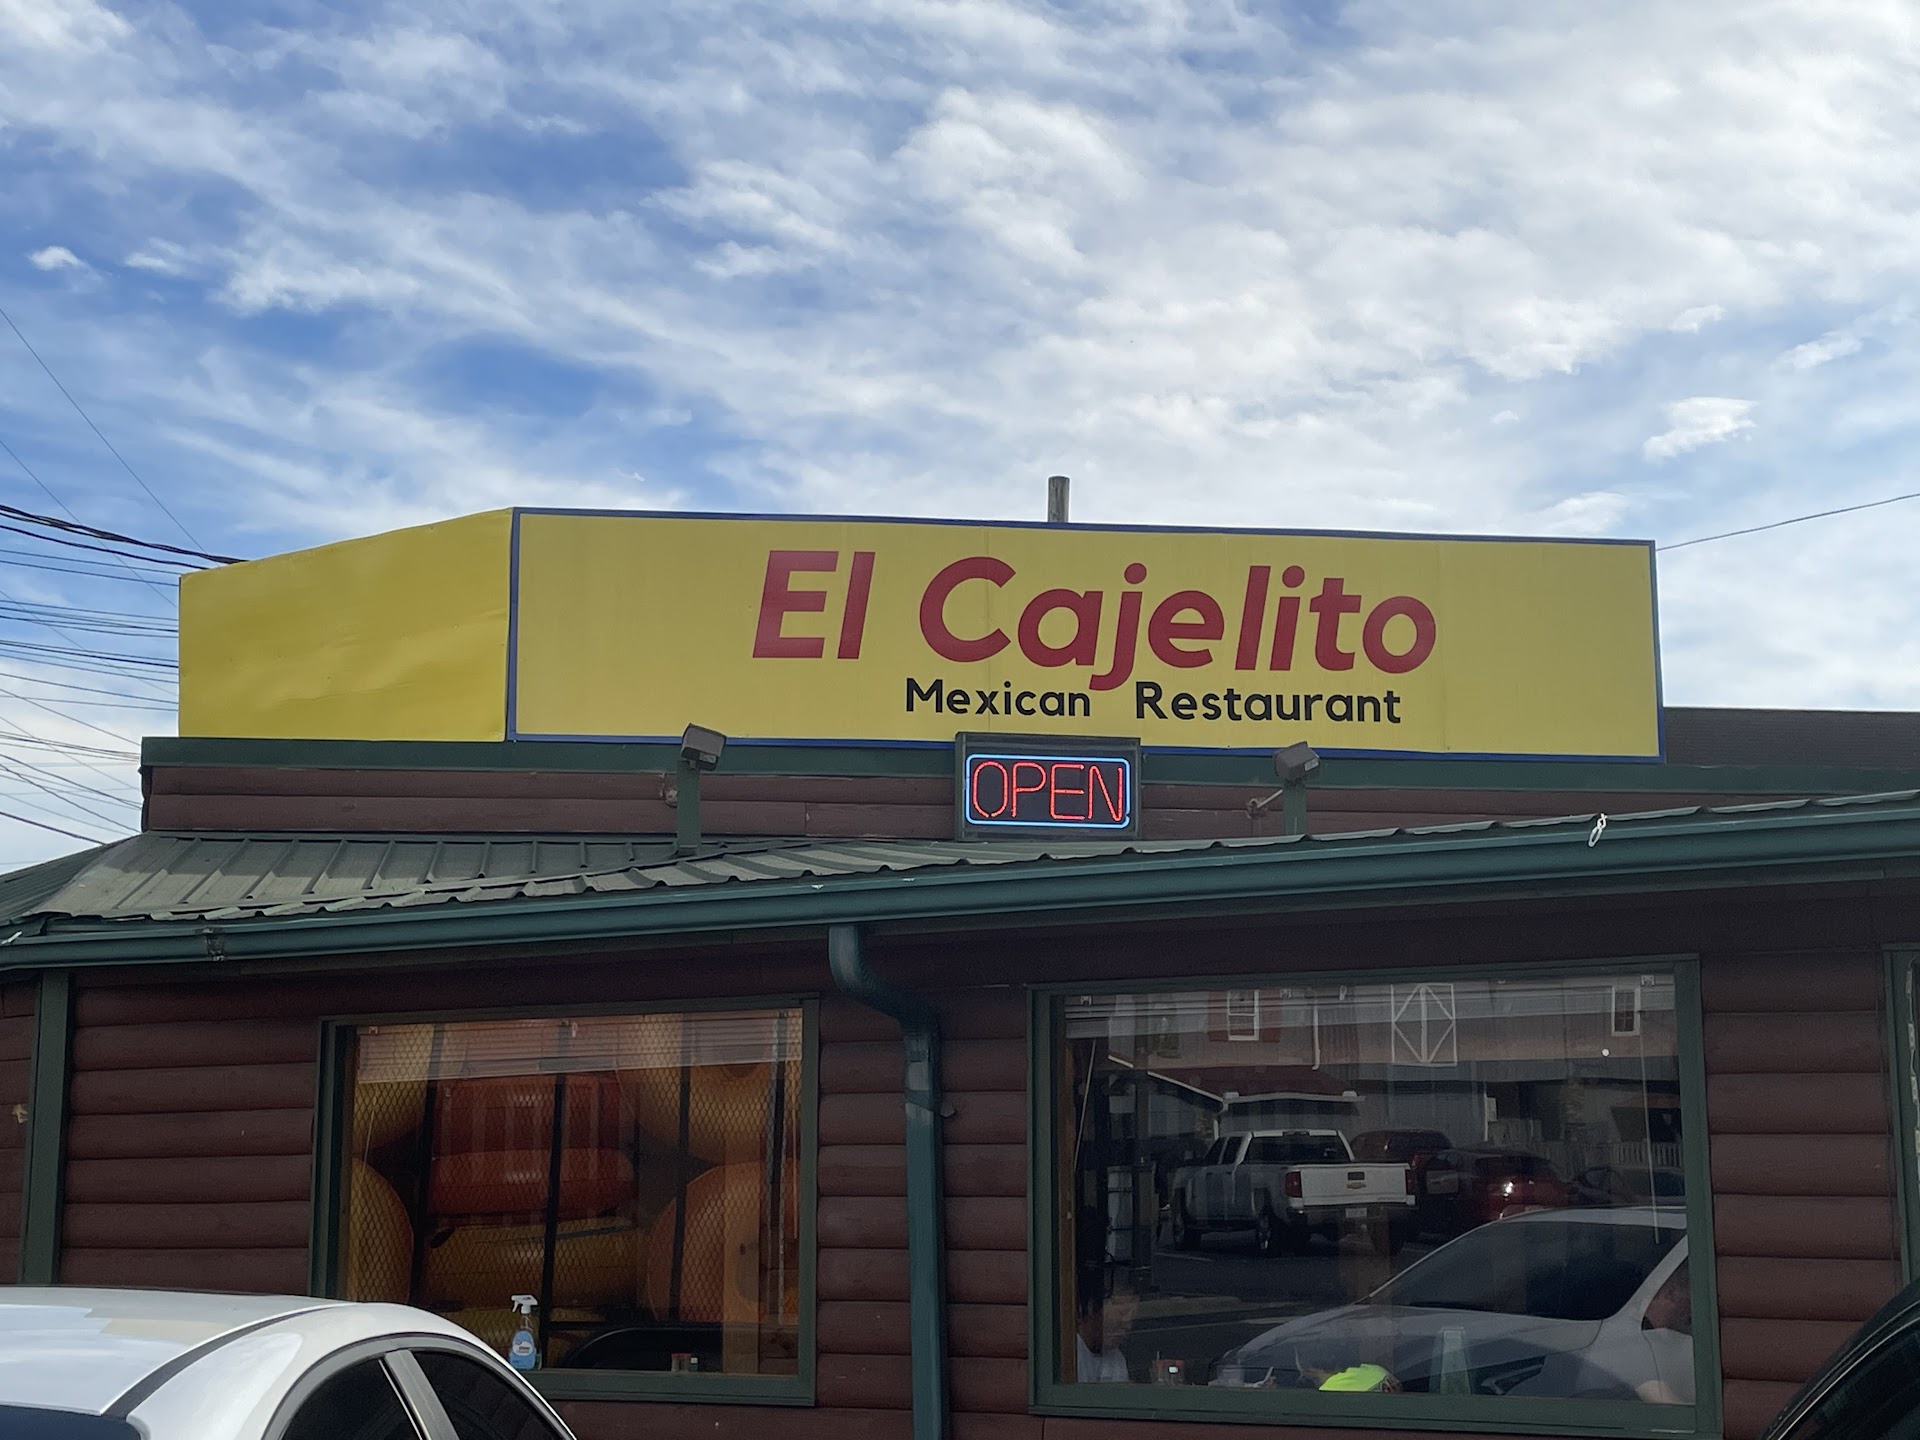 El Cajelito
Mexican Restaurant
OPEN